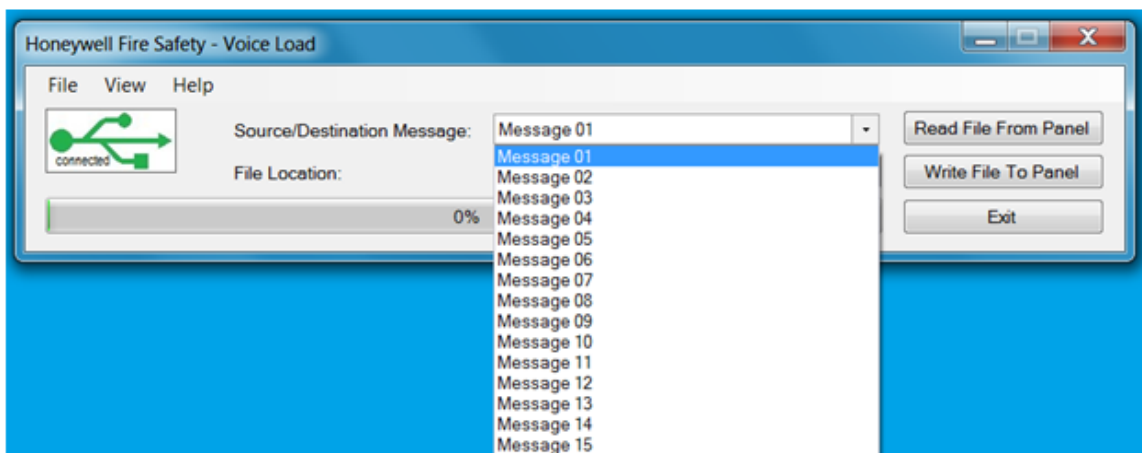 Honeywell Fire Safety - Voice Load
File View Help
connected
Source/Destination Message: Message 01
Read File From Panel
File Location:
Write File To Panel
0%
Exit
Message 01
Message 02
Message 03
Message 04
Message 05
Message 06
Message 07
Message 08
Message 09
Message 10
Message 11
Message 12
Message 13
Message 14
Message 15